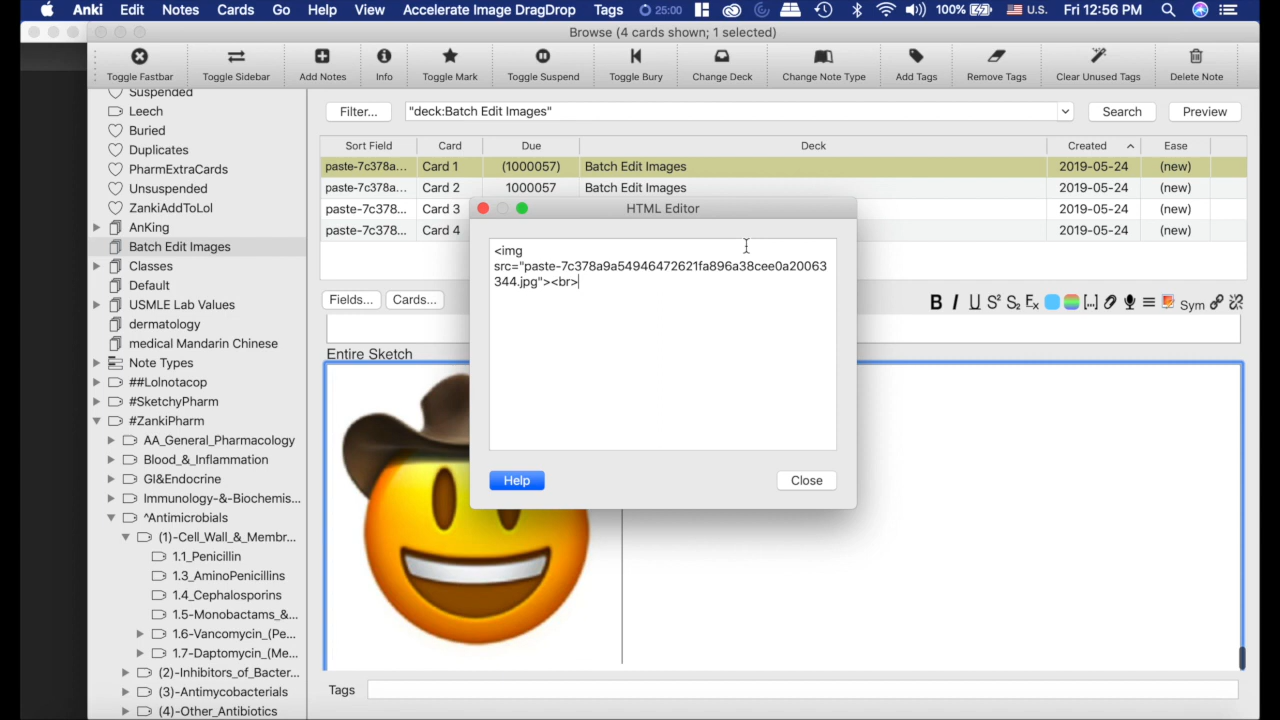 Anki Edit Notes Cards Go Help View Accelerate Image DragDrop Tags 25:00 100% U.S. Fri 12:56 PM
Browse (4 cards shown; 1 selected)
Toggle Fastbar Toggle Sidebar Add Notes Info Toggle Mark Toggle Suspend Toggle Bury Change Deck Change Note Type Add Tags Remove Tags Clear Unused Tags Delete Note
Suspended
Leech
Buried
Duplicates
PharmExtraCards
Unsuspended
ZankiAddToLol
AnKing
Batch Edit Images
Classes
Default
USMLE Lab Values
dermatology
medical Mandarin Chinese
Note Types
##Lolnotacop
#SketchyPharm
#ZankiPharm
AA_General_Pharmacology
Blood_&_Inflammation
GI&Endocrine
Immunology-&-Biochemis...
^Antimicrobials
(1)-Cell_Wall_&_Membr...
1.1_Penicillin
1.3_AminoPenicillins
1.4_Cephalosporins
1.5-Monobactams_&...
1.6-Vancomycin_(Pe...
1.7-Daptomycin_(Me...
(2)-Inhibitors_of_Bacter...
(3)-Antimycobacterials
(4)-Other_Antibiotics
Filter... "deck:Batch Edit Images" Search Preview
Sort Field Card Due Deck Created Ease
paste-7c378a... Card 1 (1000057) Batch Edit Images 2019-05-24 (new)
paste-7c378a... Card 2 1000057 Batch Edit Images 2019-05-24 (new)
paste-7c378... Card 3 2019-05-24 (new)
paste-7c378... Card 4 2019-05-24 (new)
Fields... Cards... B I U S² S₂ Ex [...] Sym
Entire Sketch
Tags
HTML Editor
<img
src="paste-7c378a9a54946472621fa896a38cee0a20063
344.jpg"><br>
Help Close